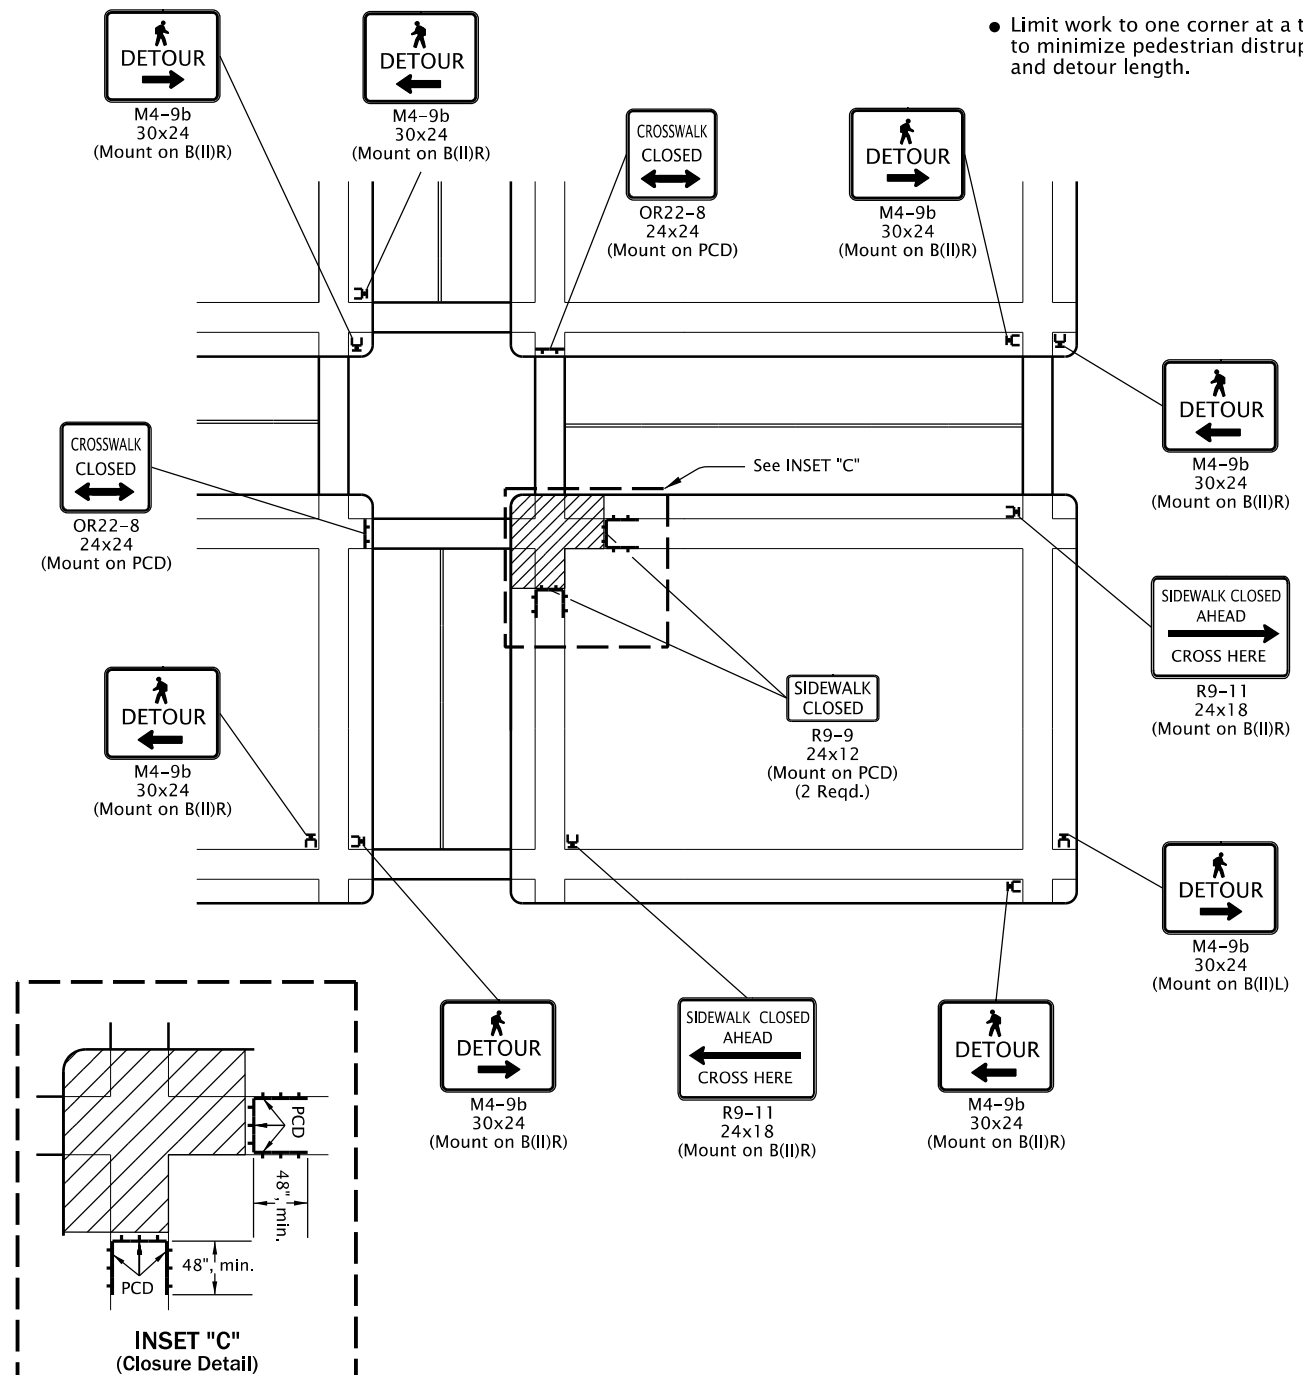 DETOUR
M4-9b
30x24
(Mount on B(II)R)
DETOUR
M4-9b
30x24
(Mount on B(II)R)
● Limit work to one corner at a
to minimize pedestrian
and detour length.
CROSSWALK
CLOSED
OR22-8
24x24
(Mount on PCD)
DETOUR
M4-9b
30x24
(Mount on B(II)R)
DETOUR
M4-9b
30x24
(Mount on B(II)R)
CROSSWALK
CLOSED
OR22-8
24x24
(Mount on PCD)
See INSET "C"
SIDEWALK CLOSED
AHEAD
CROSS HERE
R9-11
24x18
(Mount on B(II)R)
DETOUR
M4-9b
30x24
(Mount on B(II)R)
SIDEWALK
CLOSED
R9-9
24x12
(Mount on PCD)
(2 Reqd.)
DETOUR
M4-9b
30x24
(Mount on B(II)L)
DETOUR
M4-9b
30x24
(Mount on B(II)R)
SIDEWALK CLOSED
AHEAD
CROSS HERE
R9-11
24x18
(Mount on B(II)R)
DETOUR
M4-9b
30x24
(Mount on B(II)R)
PCD
48", min.
48", min.
PCD
INSET "C"
(Closure Detail)